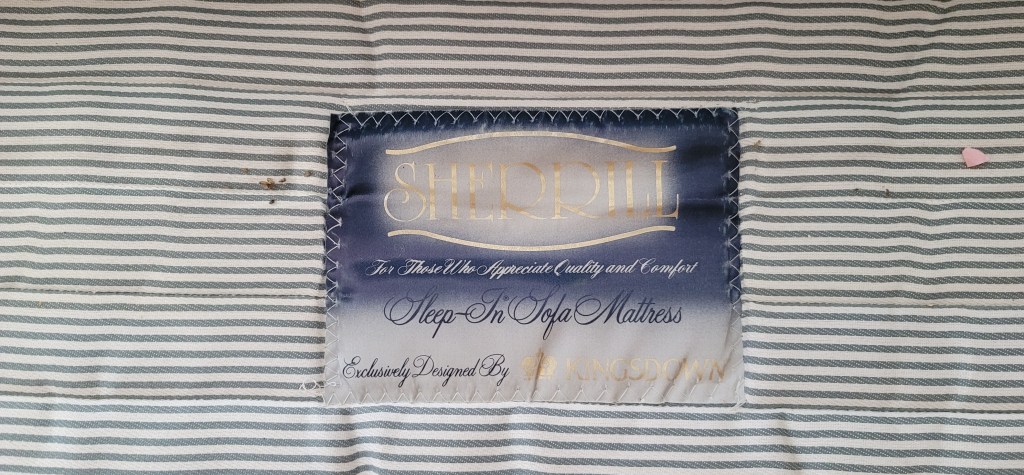 SHERRILL
For Those Who Appreciate Quality and Comfort
Sleep-In® Sofa Mattress
Exclusively Designed By KINGSDOWN